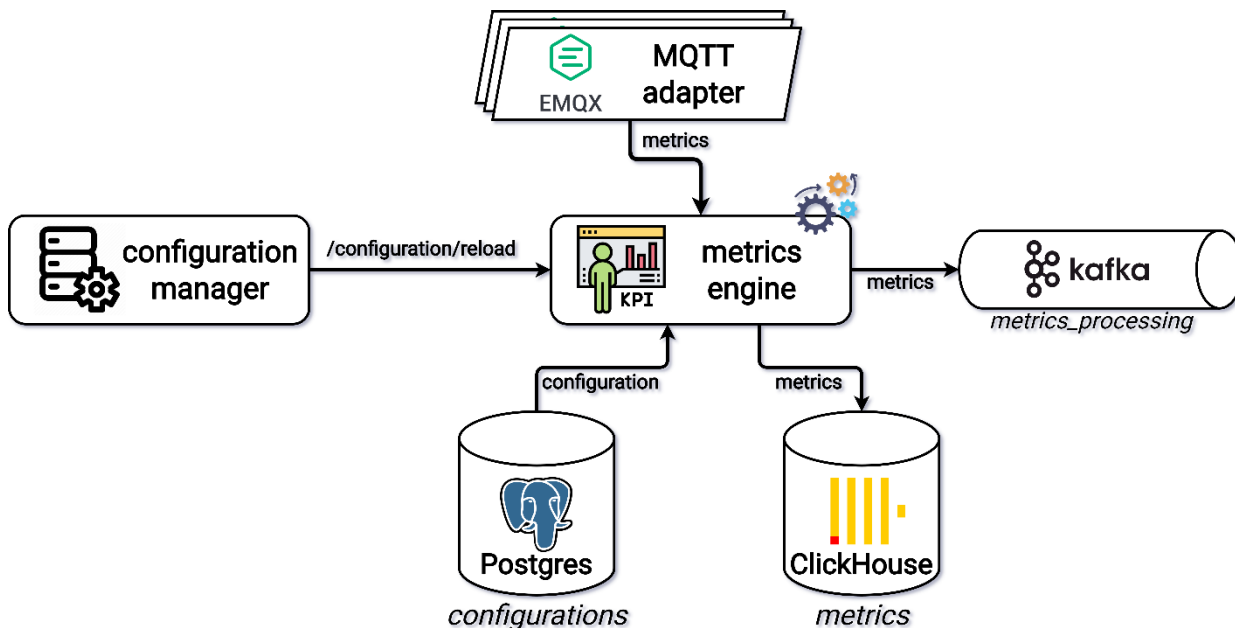 EMQX
MQTT
adapter
metrics
configuration
manager
/configuration/reload
KPI
metrics
engine
metrics
kafka
metrics_processing
configuration
metrics
Postgres
configurations
ClickHouse
metrics